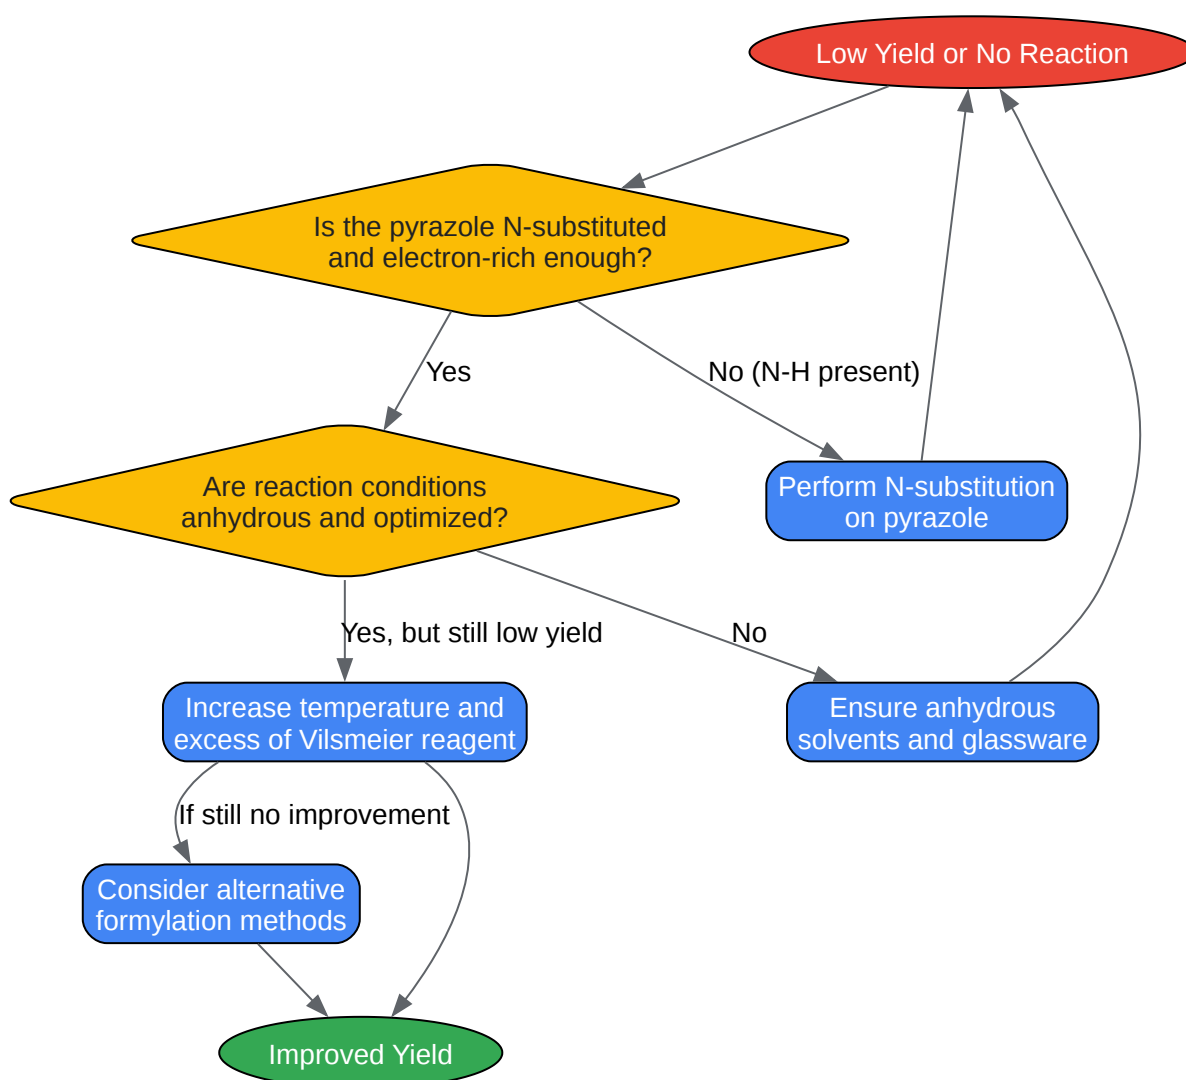 Low Yield or No Reaction
Is the pyrazole N-substituted
and electron-rich enough?
Yes
No (N-H present)
Are reaction conditions
anhydrous and optimized?
Perform N-substitution
on pyrazole
Yes, but still low yield
No
Increase temperature and
excess of Vilsmeier reagent
Ensure anhydrous
solvents and glassware
If still no improvement
Consider alternative
formylation methods
Improved Yield